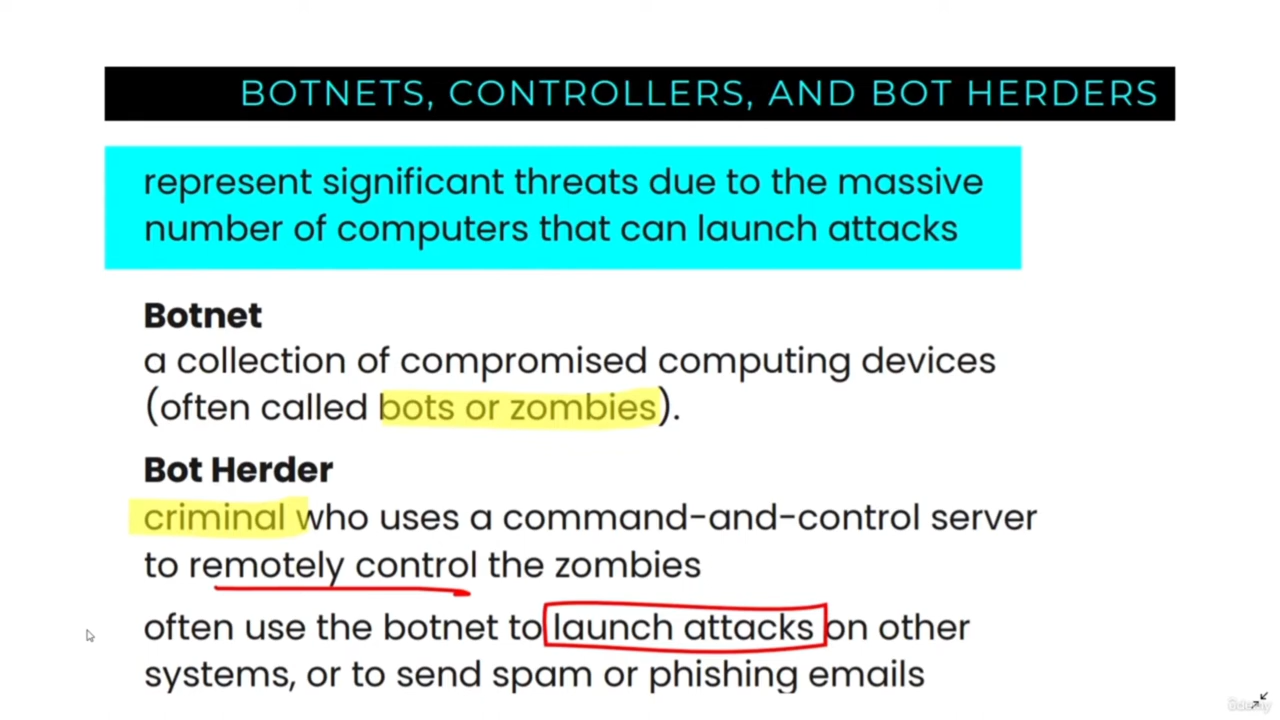 BOTNETS, CONTROLLERS, AND BOT HERDERS
represent significant threats due to the massive
number of computers that can launch attacks
Botnet
a collection of compromised computing devices
(often called bots or zombies).
Bot Herder
criminal who uses a command-and-control server
to remotely control the zombies
often use the botnet to launch attacks on other
systems, or to send spam or phishing emails
ûdemy